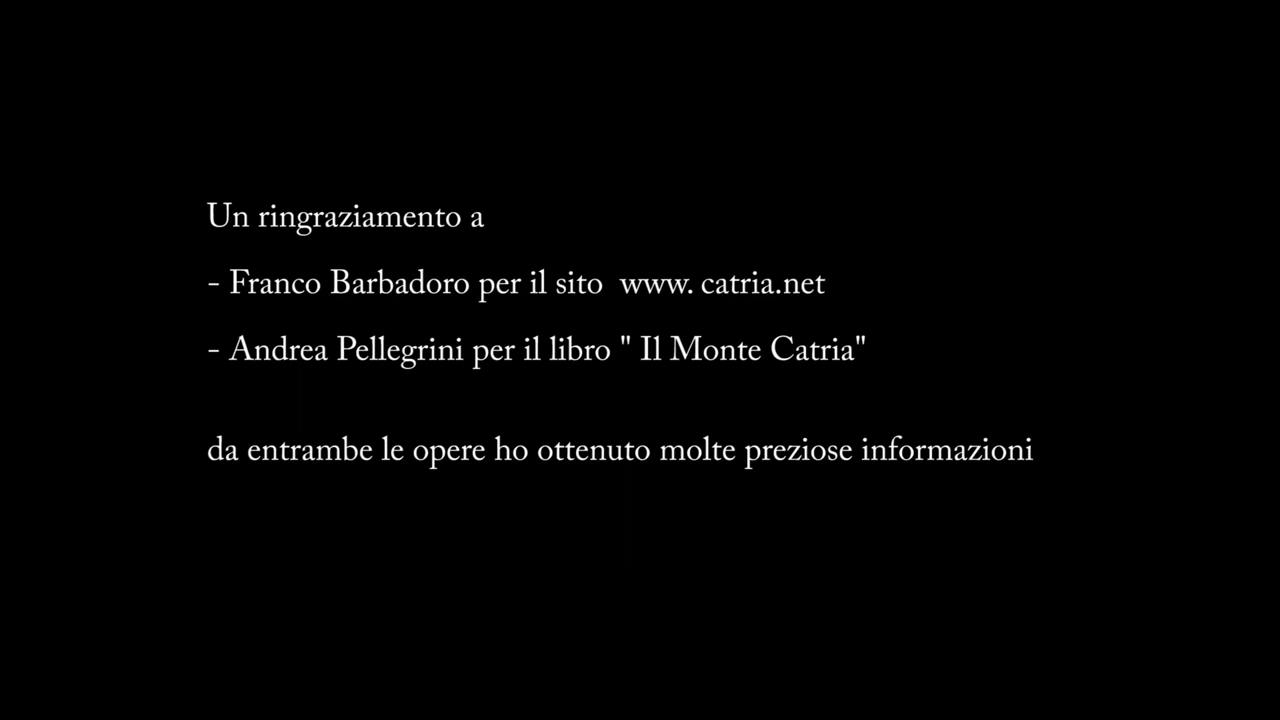 Un ringraziamento a
- Franco Barbadoro per il sito  www. catria.net
- Andrea Pellegrini per il libro " Il Monte Catria"
da entrambe le opere ho ottenuto molte preziose informazioni